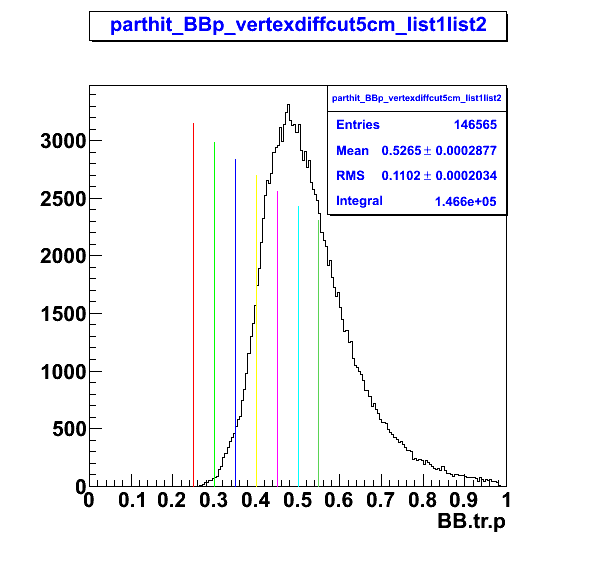 parthit_BBp_vertexdiffcut5cm_list1list2
parthit_BBp_vertexdiffcut5cm_list1list2
Entries 146565
Mean 0.5265 ± 0.0002877
RMS 0.1102 ± 0.0002034
Integral 1.466e+05
3000
2500
2000
1500
1000
500
0
0 0.1 0.2 0.3 0.4 0.5 0.6 0.7 0.8 0.9 1
BB.tr.p